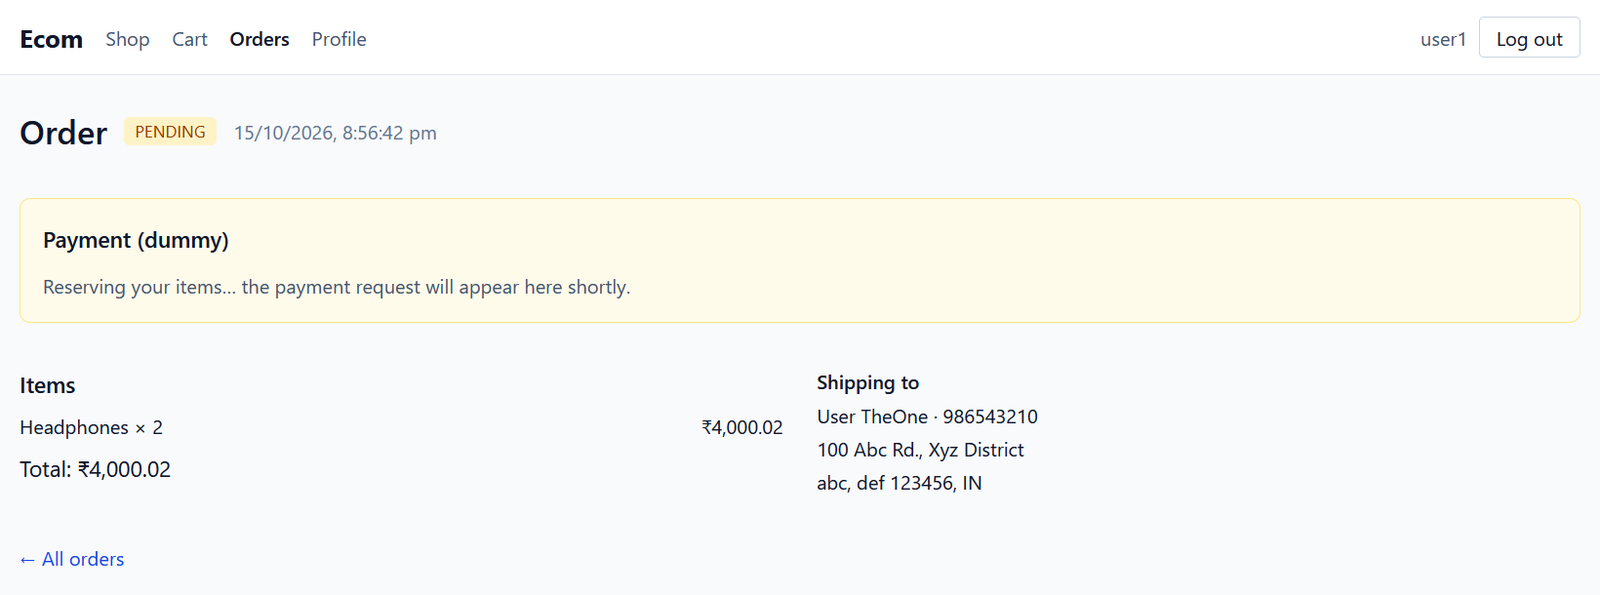 Ecom Shop Cart Orders Profile user1 Log out
Order PENDING 15/10/2026, 8:56:42 pm
Payment (dummy)
Reserving your items... the payment request will appear here shortly.
Items
Headphones × 2 ₹4,000.02
Total: ₹4,000.02
Shipping to
User TheOne · 986543210
100 Abc Rd., Xyz District
abc, def 123456, IN
← All orders